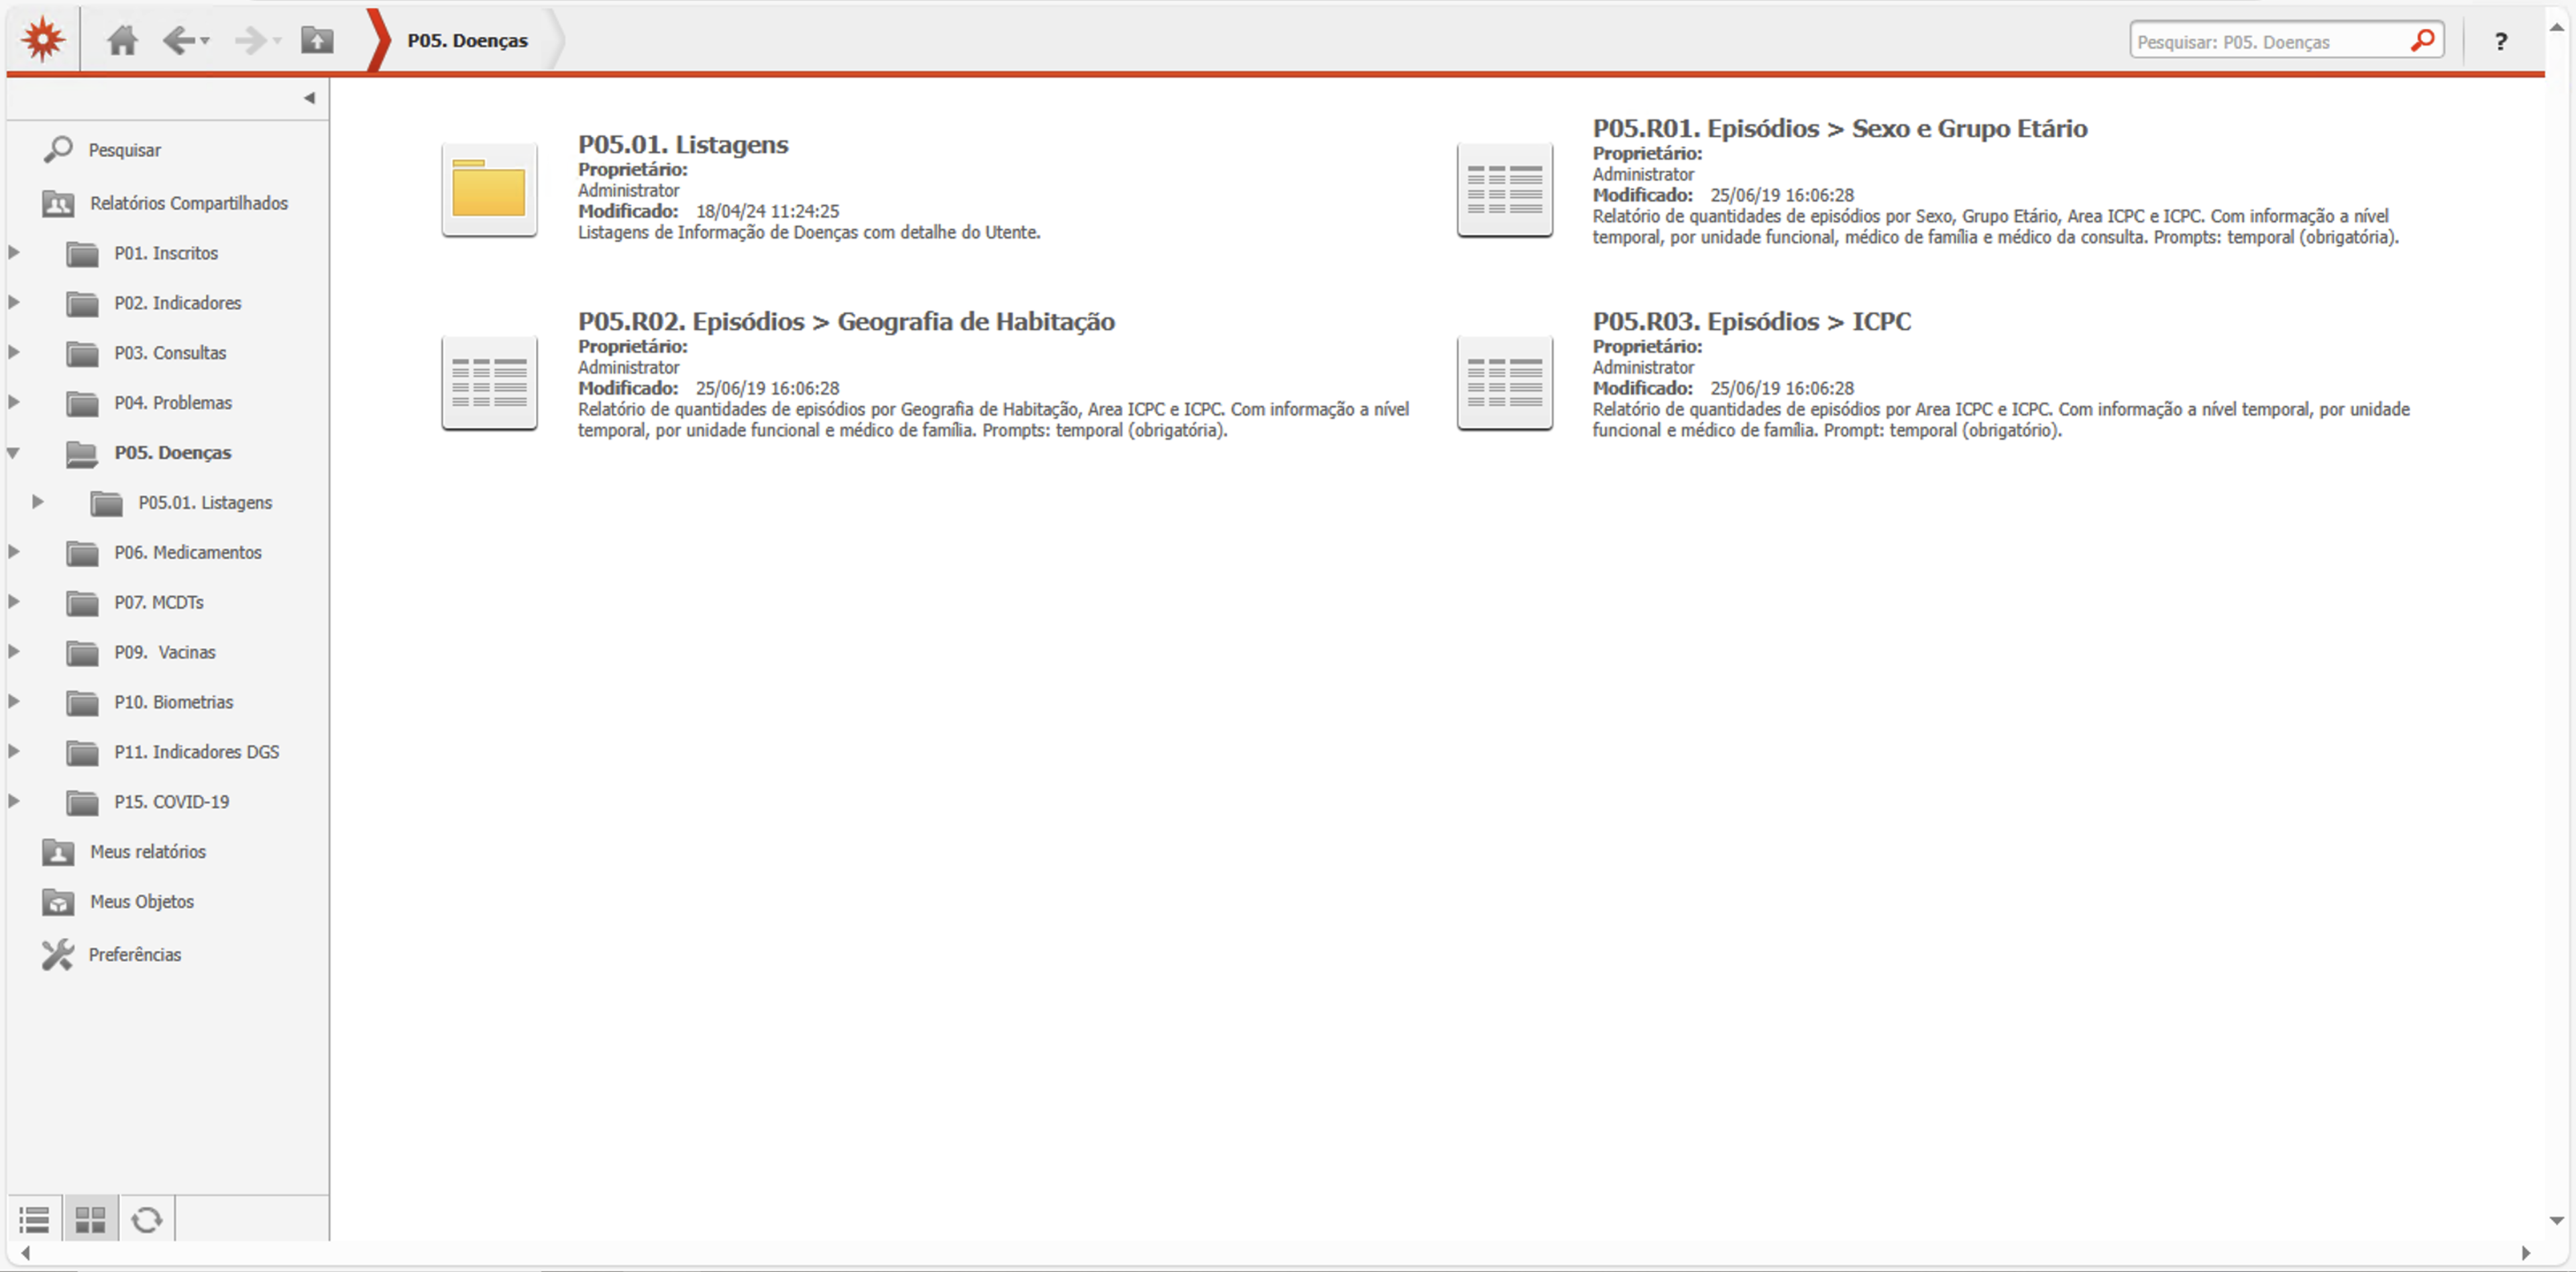 P05. Doenças
Pesquisar: P05. Doenças
?
Pesquisar
Relatórios Compartilhados
P01. Inscritos
P02. Indicadores
P03. Consultas
P04. Problemas
P05. Doenças
P05.01. Listagens
P06. Medicamentos
P07. MCDTs
P09. Vacinas
P10. Biometrias
P11. Indicadores DGS
P15. COVID-19
Meus relatórios
Meus Objetos
Preferências
P05.01. Listagens
Proprietário:
Administrator
Modificado: 18/04/24 11:24:25
Listagens de Informação de Doenças com detalhe do Utente.
P05.R01. Episódios > Sexo e Grupo Etário
Proprietário:
Administrator
Modificado: 25/06/19 16:06:28
Relatório de quantidades de episódios por Sexo, Grupo Etário, Area ICPC e ICPC. Com informação a nível
temporal, por unidade funcional, médico de família e médico da consulta. Prompts: temporal (obrigatória).
P05.R02. Episódios > Geografia de Habitação
Proprietário:
Administrator
Modificado: 25/06/19 16:06:28
Relatório de quantidades de episódios por Geografia de Habitação, Area ICPC e ICPC. Com informação a nível
temporal, por unidade funcional e médico de família. Prompts: temporal (obrigatória).
P05.R03. Episódios > ICPC
Proprietário:
Administrator
Modificado: 25/06/19 16:06:28
Relatório de quantidades de episódios por Area ICPC e ICPC. Com informação a nível temporal, por unidade
funcional e médico de família. Prompt: temporal (obrigatório).